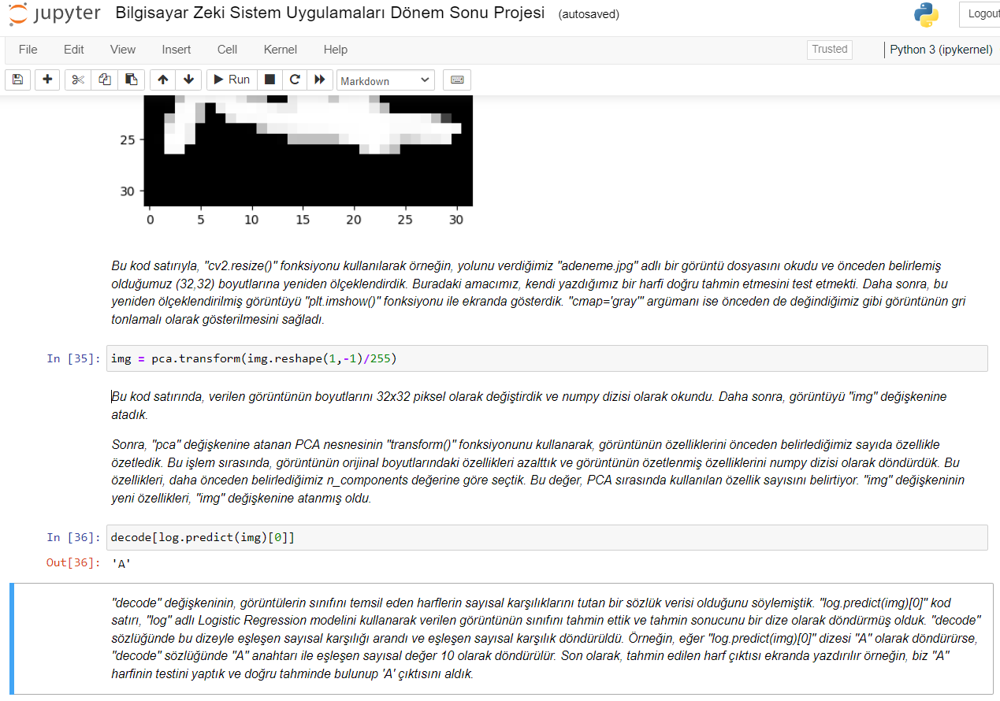 jupyter Bilgisayar Zeki Sistem Uygulamaları Dönem Sonu Projesi (autosaved)
Logout
File Edit View Insert Cell Kernel Help
Trusted
Python 3 (ipykernel)
Run
Markdown
25
30
0 5 10 15 20 25 30
Bu kod satırıyla, "cv2.resize()" fonksiyonu kullanılarak örneğin, yolunu verdiğimiz "adeneme.jpg" adlı bir görüntü dosyasını okudu ve önceden belirlemiş
olduğumuz (32,32) boyutlarına yeniden ölçeklendirdik. Buradaki amacımız, kendi yazdığımız bir harfi doğru tahmin etmesini test etmekti. Daha sonra, bu
yeniden ölçeklendirilmiş görüntüyü "plt.imshow()" fonksiyonu ile ekranda gösterdik. "cmap='gray'" argümanı ise önceden de değindiğimiz gibi görüntünün gri
tonlamalı olarak gösterilmesini sağladı.
In [35]: img = pca.transform(img.reshape(1,-1)/255)
Bu kod satırında, verilen görüntünün boyutlarını 32x32 piksel olarak değiştirdik ve numpy dizisi olarak okundu. Daha sonra, görüntüyü "img" değişkenine
atadık.
Sonra, "pca" değişkenine atanan PCA nesnesinin "transform()" fonksiyonunu kullanarak, görüntünün özelliklerini önceden belirlediğimiz sayıda özellikle
özetledik. Bu işlem sırasında, görüntünün orijinal boyutlarındaki özellikleri azalttık ve görüntünün özetlenmiş özelliklerini numpy dizisi olarak döndürdük. Bu
özellikleri, daha önceden belirlediğimiz n_components değerine göre seçtik. Bu değer, PCA sırasında kullanılan özellik sayısını belirtiyor. "img" değişkeninin
yeni özellikleri, "img" değişkenine atanmış oldu.
In [36]: decode[log.predict(img)[0]]
Out[36]: 'A'
"decode" değişkeninin, görüntülerin sınıfını temsil eden harflerin sayısal karşılıklarını tutan bir sözlük verisi olduğunu söylemiştik. "log.predict(img)[0]" kod
satırı, "log" adlı Logistic Regression modelini kullanarak verilen görüntünün sınıfını tahmin ettik ve tahmin sonucunu bir dize olarak döndürmüş olduk. "decode"
sözlüğünde bu dizeyle eşleşen sayısal karşılığı arandı ve eşleşen sayısal karşılık döndürüldü. Örneğin, eğer "log.predict(img)[0]" dizesi "A" olarak döndürürse,
"decode" sözlüğünde "A" anahtarı ile eşleşen sayısal değer 10 olarak döndürülür. Son olarak, tahmin edilen harf çıktısı ekranda yazdırılır örneğin, biz "A"
harfinin testini yaptık ve doğru tahminde bulunup 'A' çıktısını aldık.